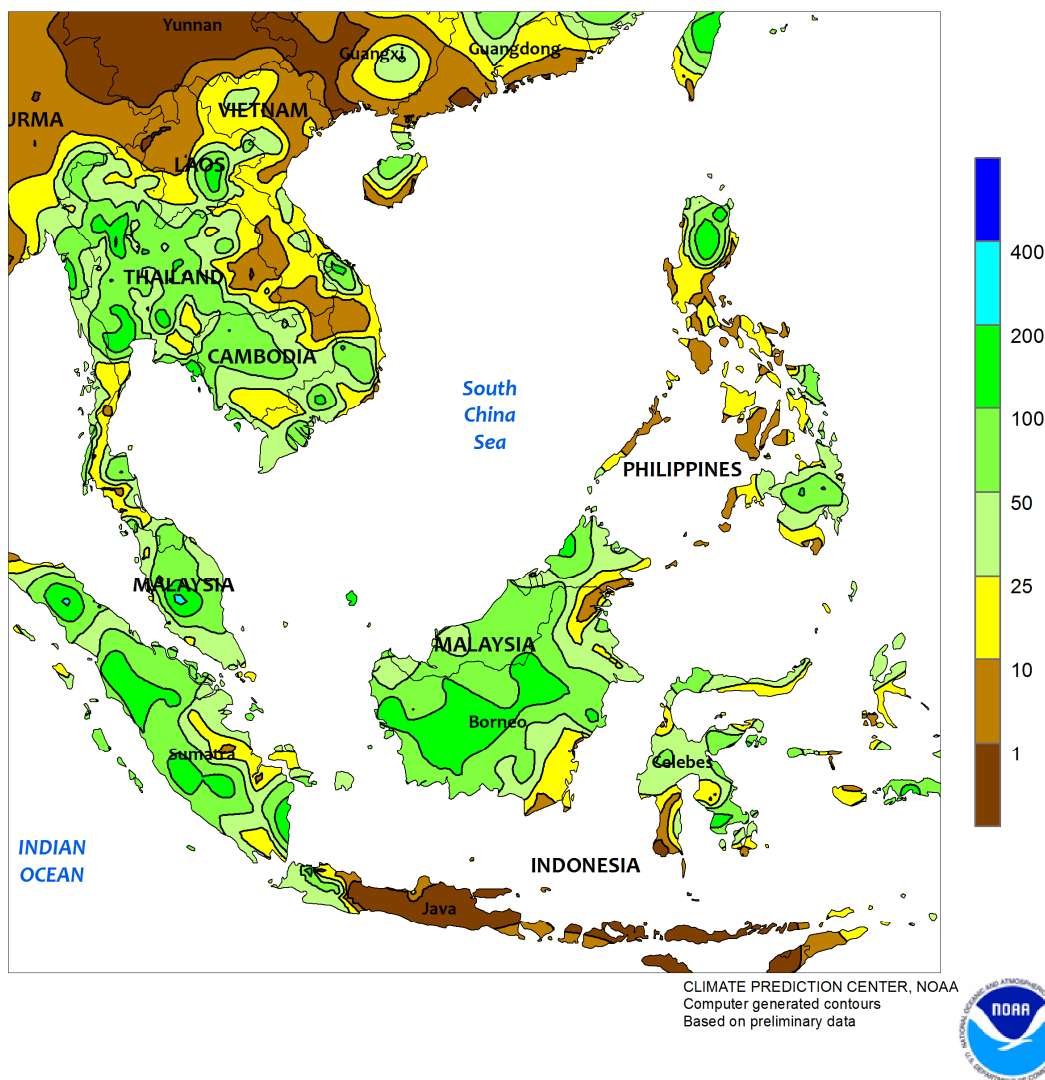 Yunnan
Guangxi
Guangdong
URMA
VIETNAM
LAOS
THAILAND
CAMBODIA
South
China
Sea
PHILIPPINES
MALAYSIA
MALAYSIA
Borneo
Sumatra
Celebes
INDIAN
OCEAN
INDONESIA
Java
400
200
100
50
25
10
1
CLIMATE PREDICTION CENTER, NOAA
Computer generated contours
Based on preliminary data
NOAA